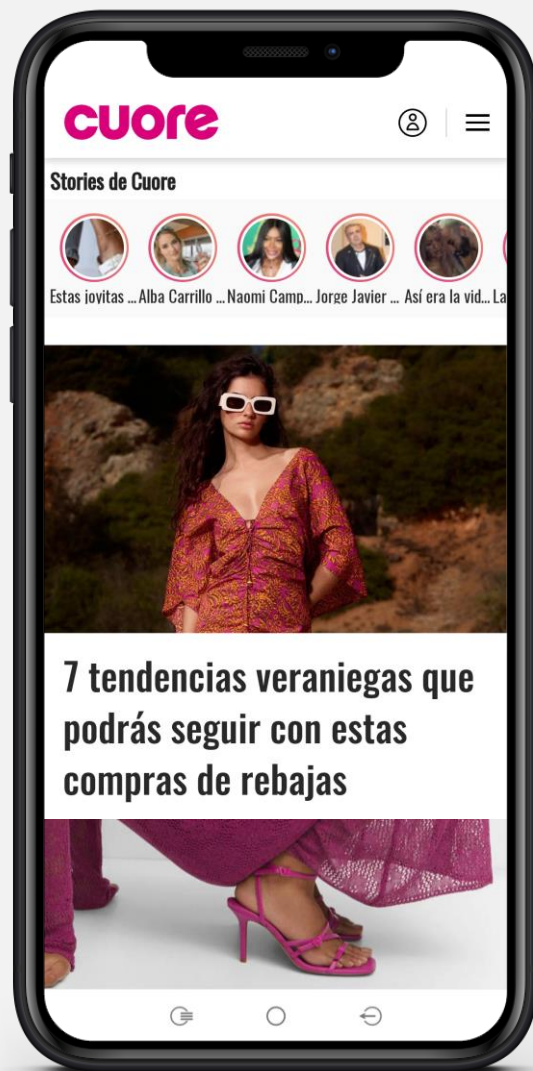 cuore
Stories de Cuore
Estas joyitas ... Alba Carrillo ... Naomi Camp... Jorge Javier ... Así era la vid... La
7 tendencias veraniegas que
podrás seguir con estas
compras de rebajas